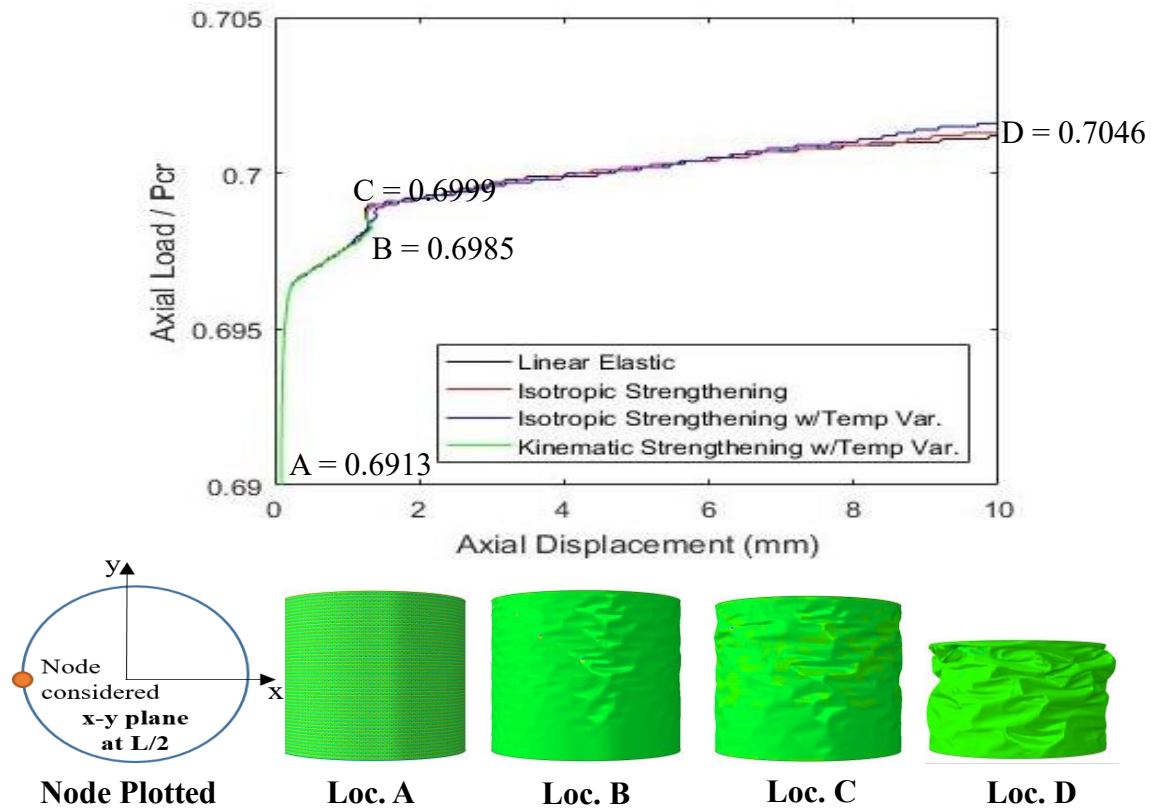 0.705
D = 0.7046
0.7
C = 0.6999
B = 0.6985
Axial Load / Pcr
0.695
Linear Elastic
Isotropic Strengthening
Isotropic Strengthening w/Temp Var.
Kinematic Strengthening w/Temp Var.
A = 0.6913
0.69
0 2 4 6 8 10
Axial Displacement (mm)
y
x
Node
considered
x-y plane
at L/2
Node Plotted Loc. A Loc. B Loc. C Loc. D